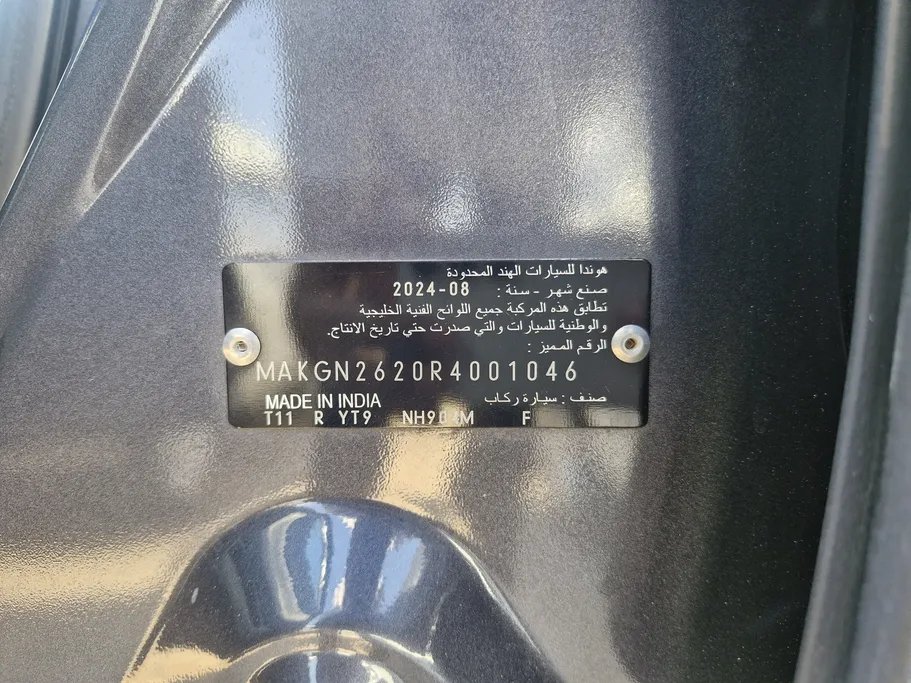 هوندا للسيارات الهند المحدودة
صنع شهر - سنة : 2024-08
تطابق هذه المركبة جميع اللوائح الفنية الخليجية
والوطنية للسيارات والتي صدرت حتي تاريخ الانتاج.
الرقم المميز :
MAKGN2620R4001046
صنف : سيارة ركاب
MADE IN INDIA
T11 R YT9 NH904M F